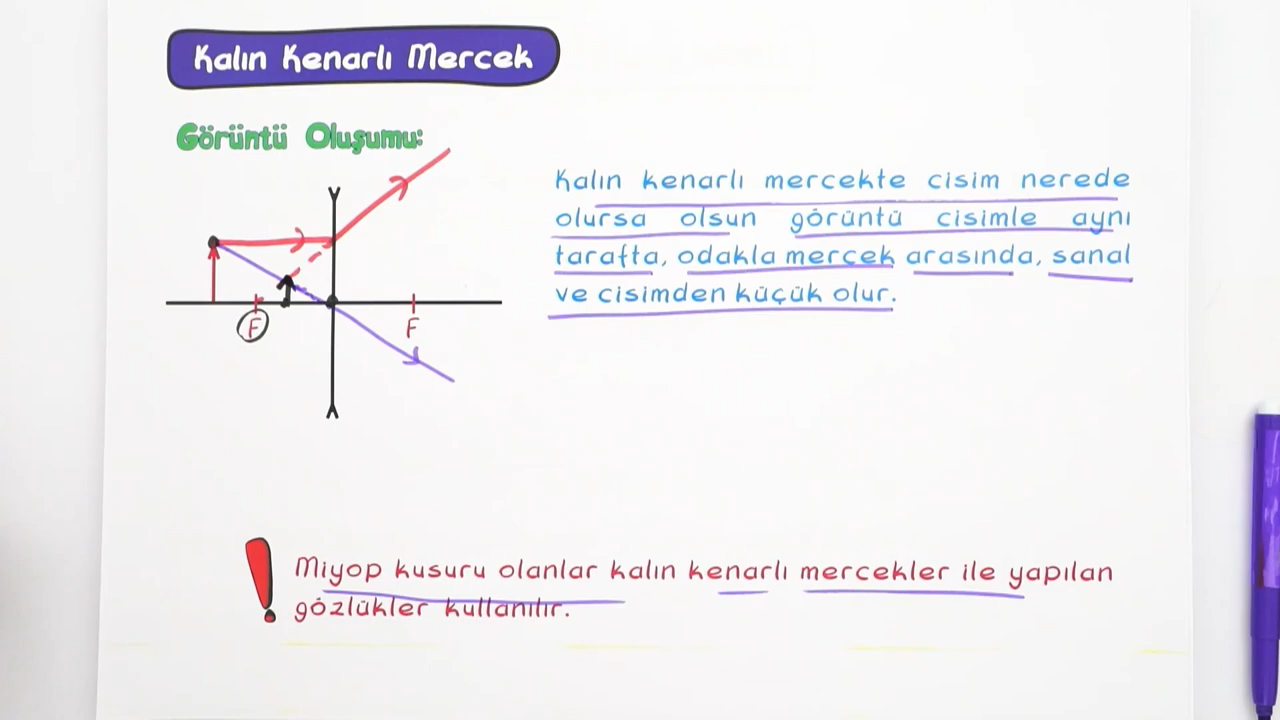 Kalın Kenarlı Mercek
Görüntü Oluşumu:
Kalın kenarlı mercekte cisim nerede
olursa olsun görüntü cisimle aynı
tarafta, odakla mercek arasında, sanal
ve cisimden küçük olur.
F F
Miyop kusuru olanlar kalın kenarlı mercekler ile yapılan
gözlükler kullanılır.